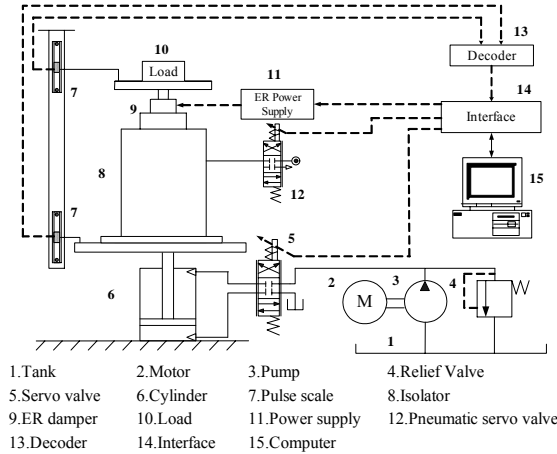 13
Decoder
10
Load
11
14
7
ER Power
Supply
9
Interface
8
12
15
7
5
6
2
3
4
M
1
1.Tank 2.Motor 3.Pump 4.Relief Valve
5.Servo valve 6.Cylinder 7.Pulse scale 8.Isolator
9.ER damper 10.Load 11.Power supply 12.Pneumatic servo valve
13.Decoder 14.Interface 15.Computer